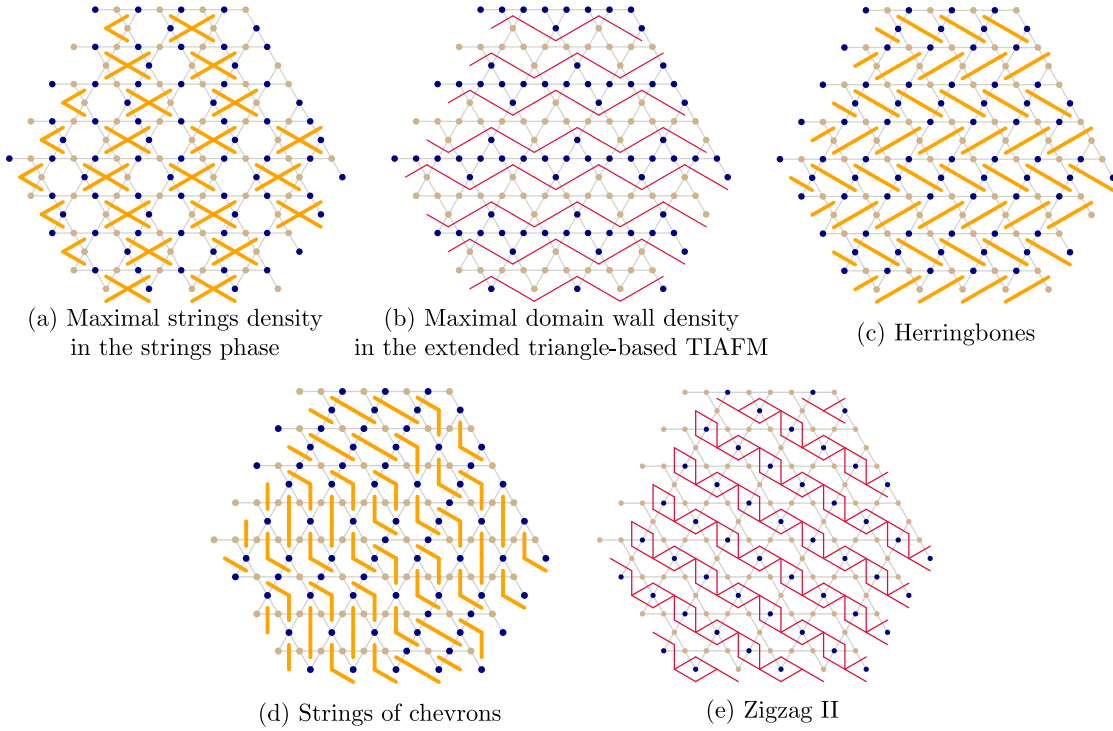 (a) Maximal strings density
in the strings phase
(b) Maximal domain wall density
in the extended triangle-based TIAFM
(c) Herringbones
(d) Strings of chevrons
(e) Zigzag II